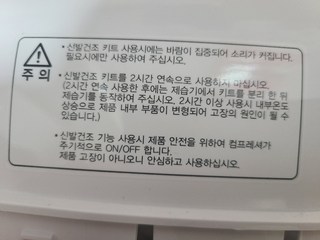 주 의
• 신발건조 키트 사용시에는 바람이 집중되어 소리가 커집니다.
필요시에만 사용하여 주십시오.
• 신발건조 키트를 2시간 연속으로 사용하지 마십시오.
(2시간 연속 사용한 후에는 제습기에서 키트를 분리 한 뒤
제습기를 동작하여 주십시오. 2시간 이상 사용시 내부온도
상승으로 제품 내부 부품이 변형되어 고장의 원인이 될 수
있습니다.)
• 신발건조 기능 사용시 제품 안전을 위하여 컴프레셔가
주기적으로 ON/OFF 합니다.
제품 고장이 아니오니 안심하고 사용하십시오.